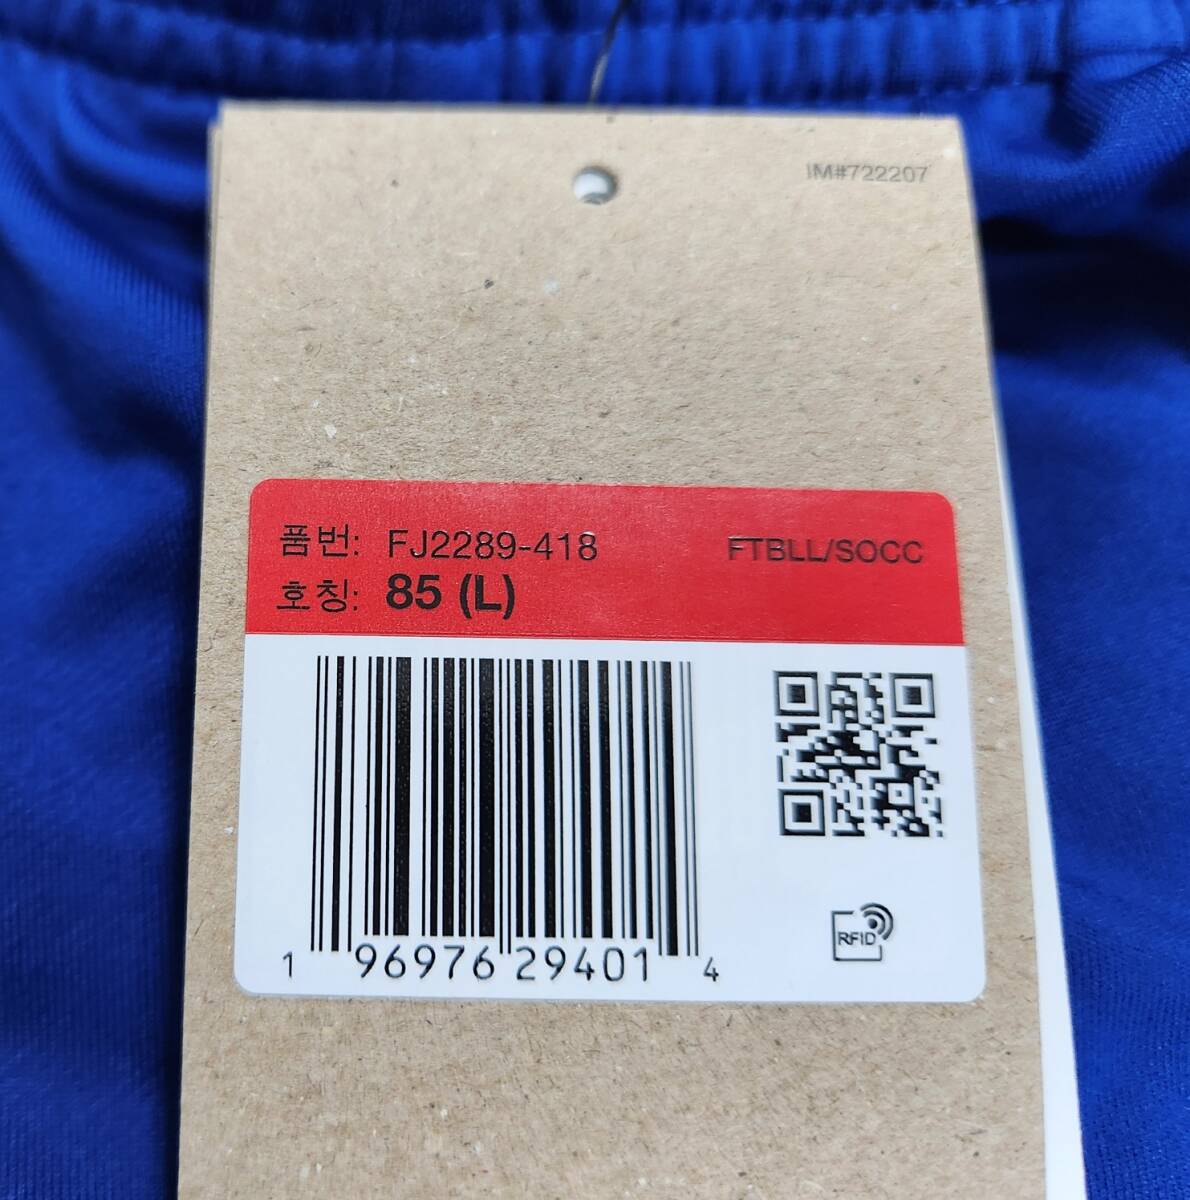 IM#722207
품번: FJ2289-418 FTBLL/SOCC
호칭: 85 (L)
RFID
1 96976 29401 4